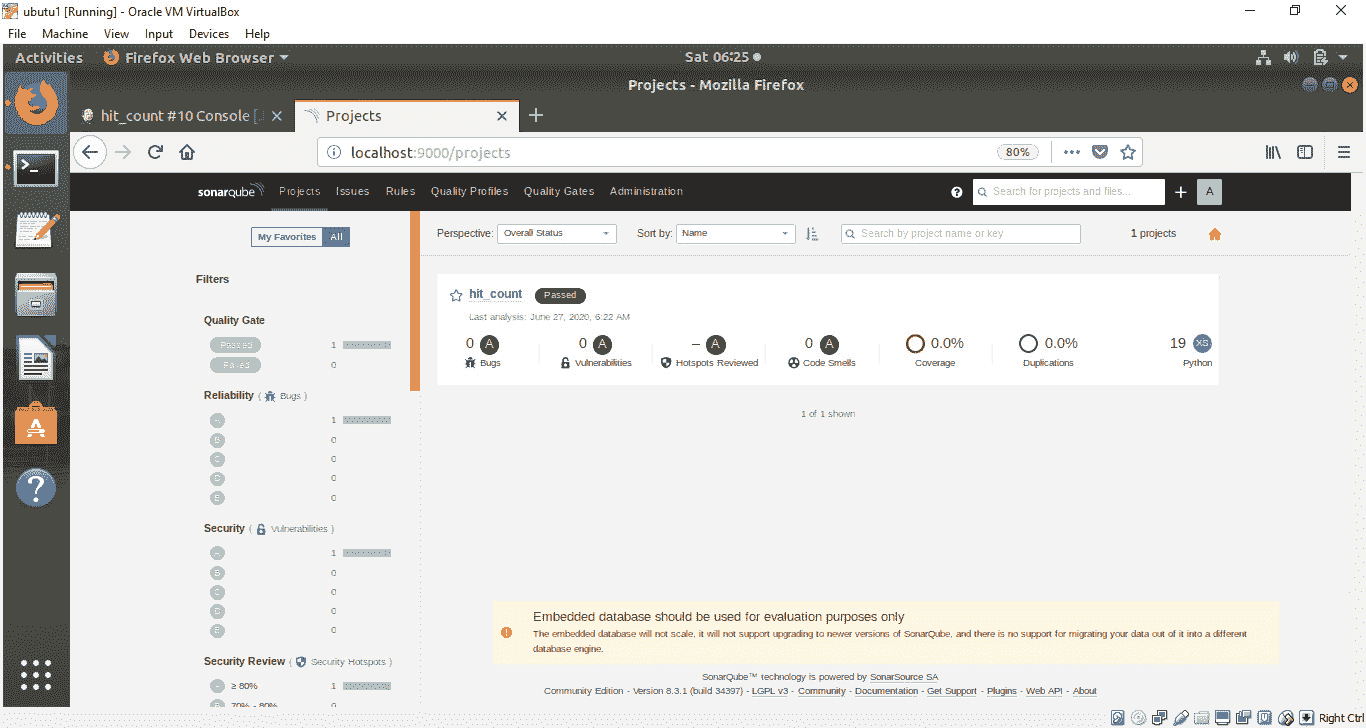 ubutu1 [Running] - Oracle VM VirtualBox
File Machine View Input Devices Help
Activities Firefox Web Browser Sat 06:25
Projects - Mozilla Firefox
hit_count #10 Console [ Projects
localhost:9000/projects 80%
sonarqube Projects Issues Rules Quality Profiles Quality Gates Administration Search for projects and files... A
My Favorites All Perspective: Overall Status Sort by: Name Search by project name or key 1 projects
Filters
hit_count Passed
Last analysis: June 27, 2020, 6:22 AM
0 A 0 A – A 0 A 0.0% 0.0% 19 XS
Bugs Vulnerabilities Hotspots Reviewed Code Smells Coverage Duplications Python
1 of 1 shown
Quality Gate
Passed 1
Failed 0
Reliability ( Bugs )
A 1
B 0
C 0
D 0
E 0
Security ( Vulnerabilities )
A 1
B 0
C 0
D 0
E 0
Security Review ( Security Hotspots )
A ≥ 80% 1
B 70% - 80% 0
Embedded database should be used for evaluation purposes only
The embedded database will not scale, it will not support upgrading to newer versions of SonarQube, and there is no support for migrating your data out of it into a different
database engine.
SonarQube™ technology is powered by SonarSource SA
Community Edition - Version 8.3.1 (build 34397) - LGPL v3 - Community - Documentation - Get Support - Plugins - Web API - About
Right Ctrl